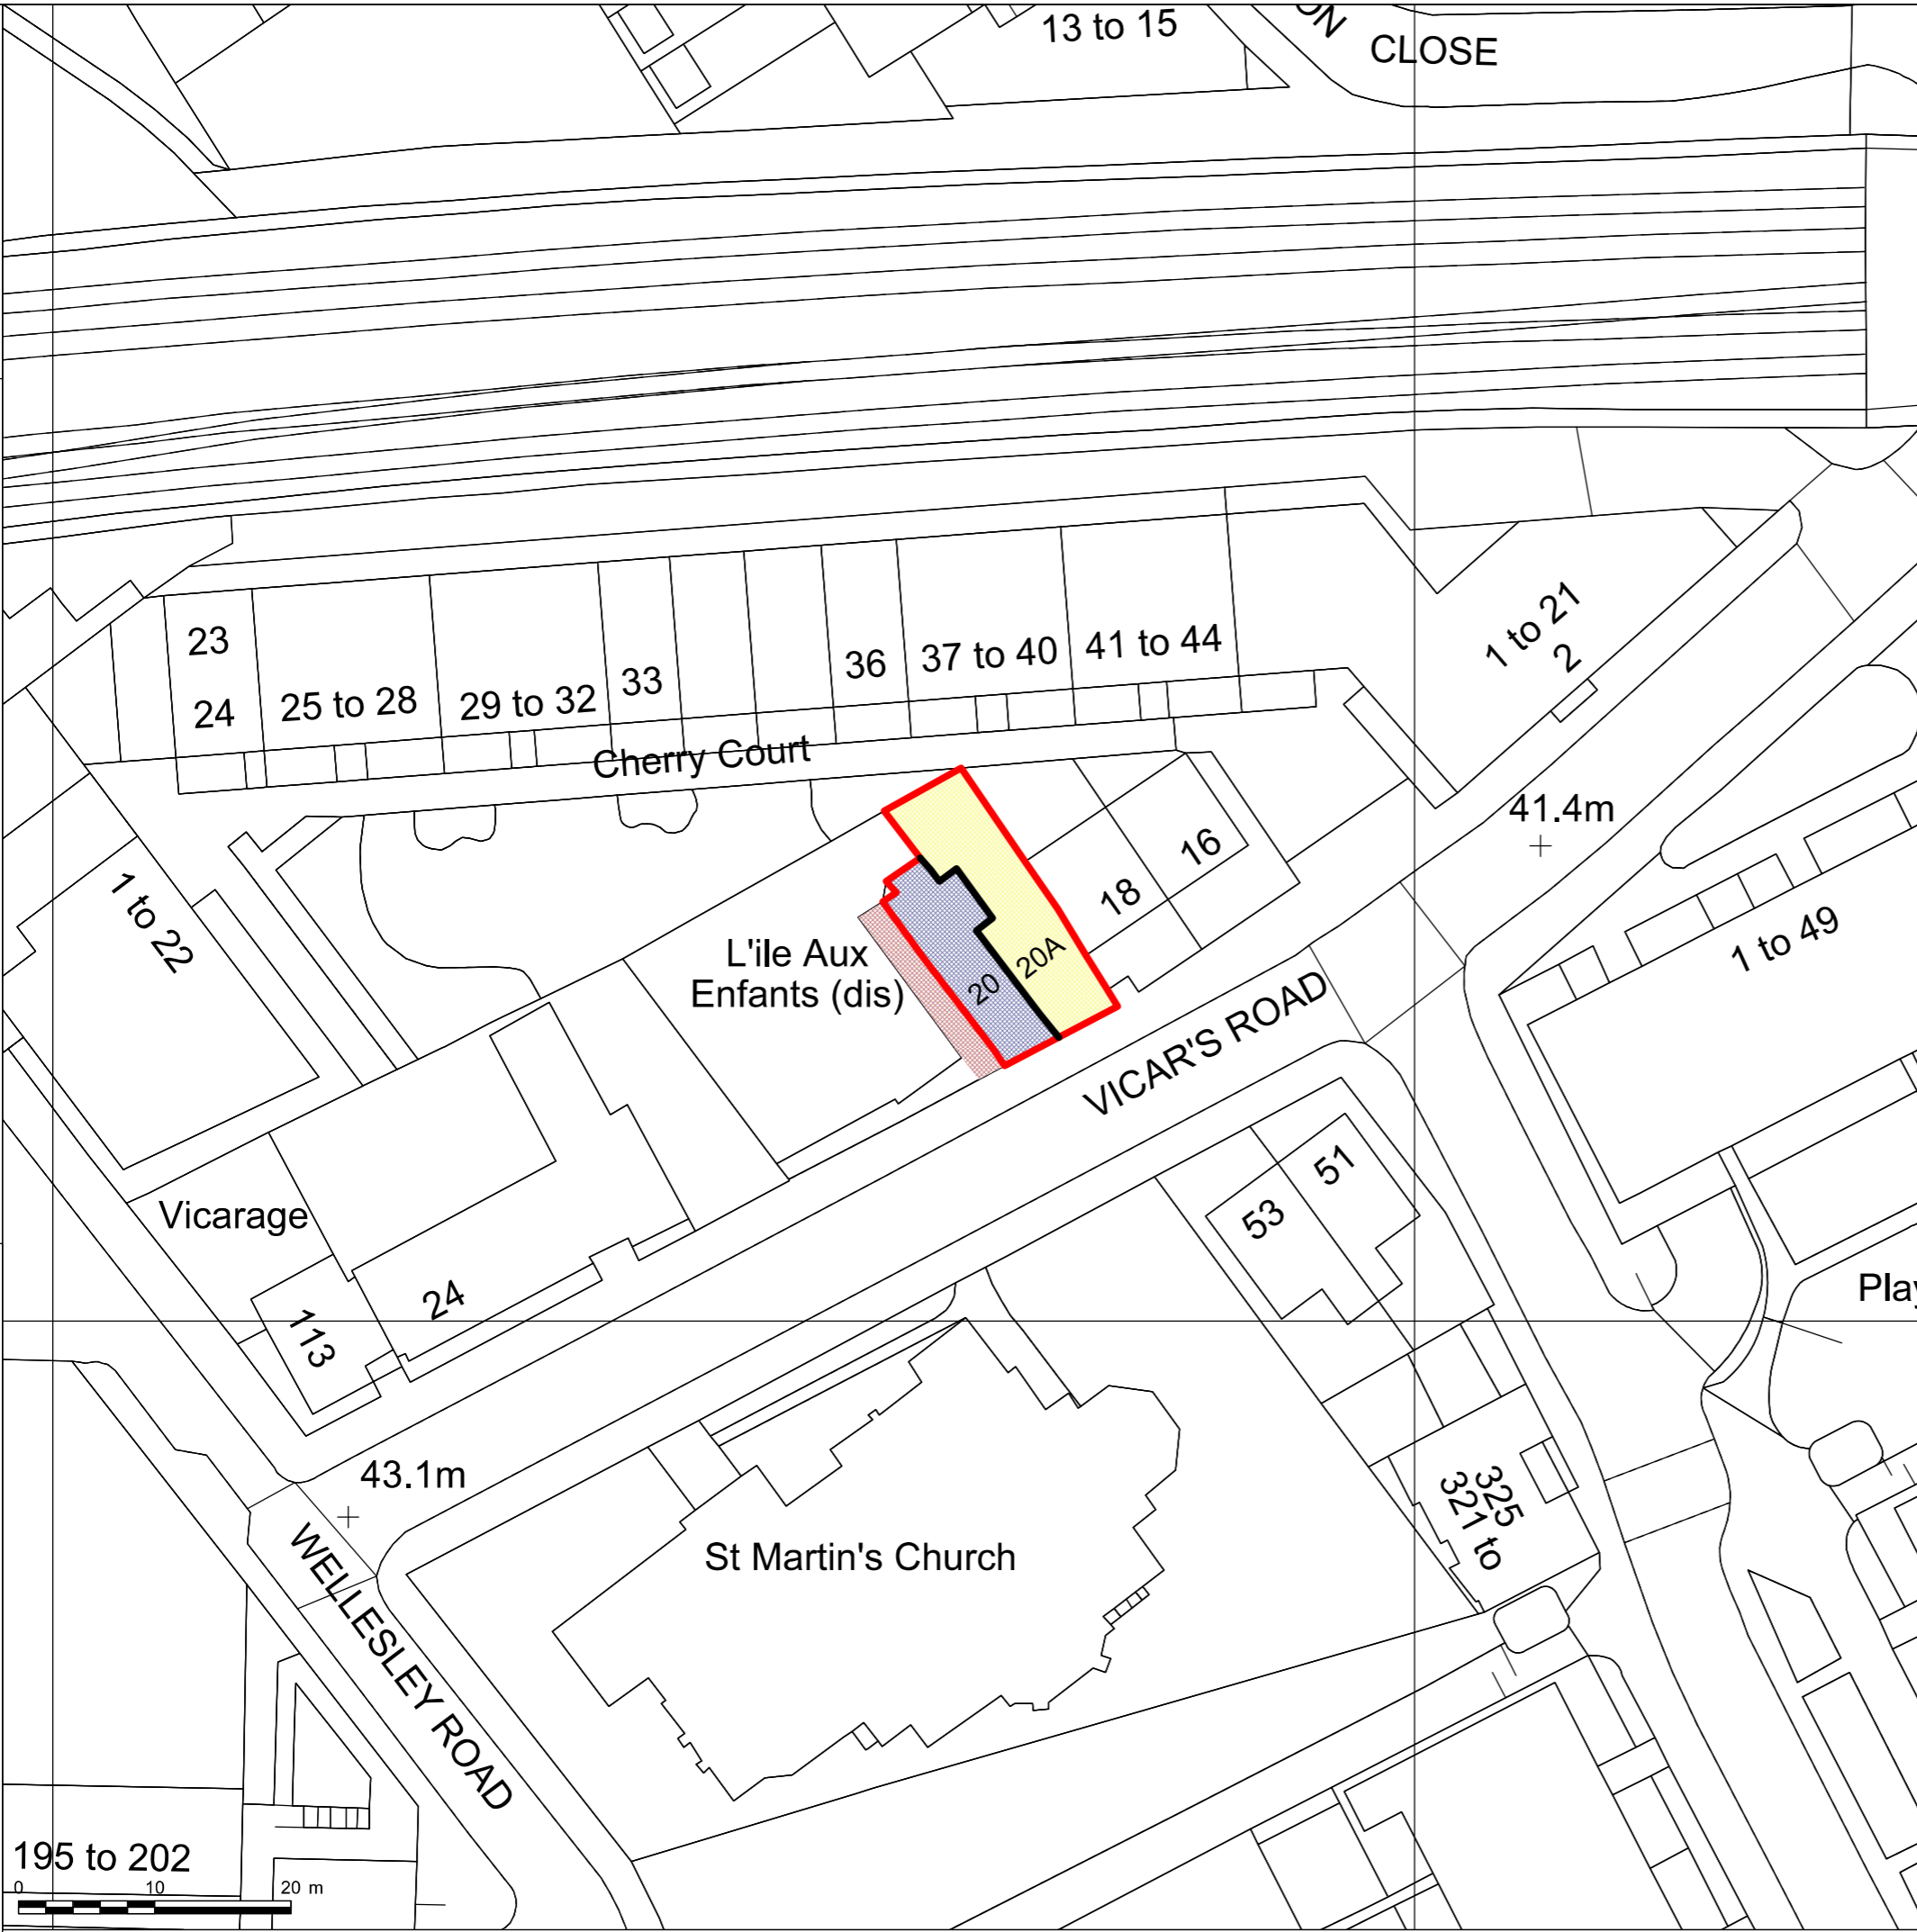 13 to 15
ON
CLOSE
23
24
25 to 28
29 to 32
33
36
37 to 40
41 to 44
1 to 21
2
Cherry Court
41.4m
16
18
1 to 22
L'ile Aux
Enfants (dis)
20
20A
1 to 49
VICAR'S ROAD
51
53
Vicarage
24
113
Play
43.1m
St Martin's Church
325
321 to
WELLESLEY ROAD
195 to 202
0 10 20 m